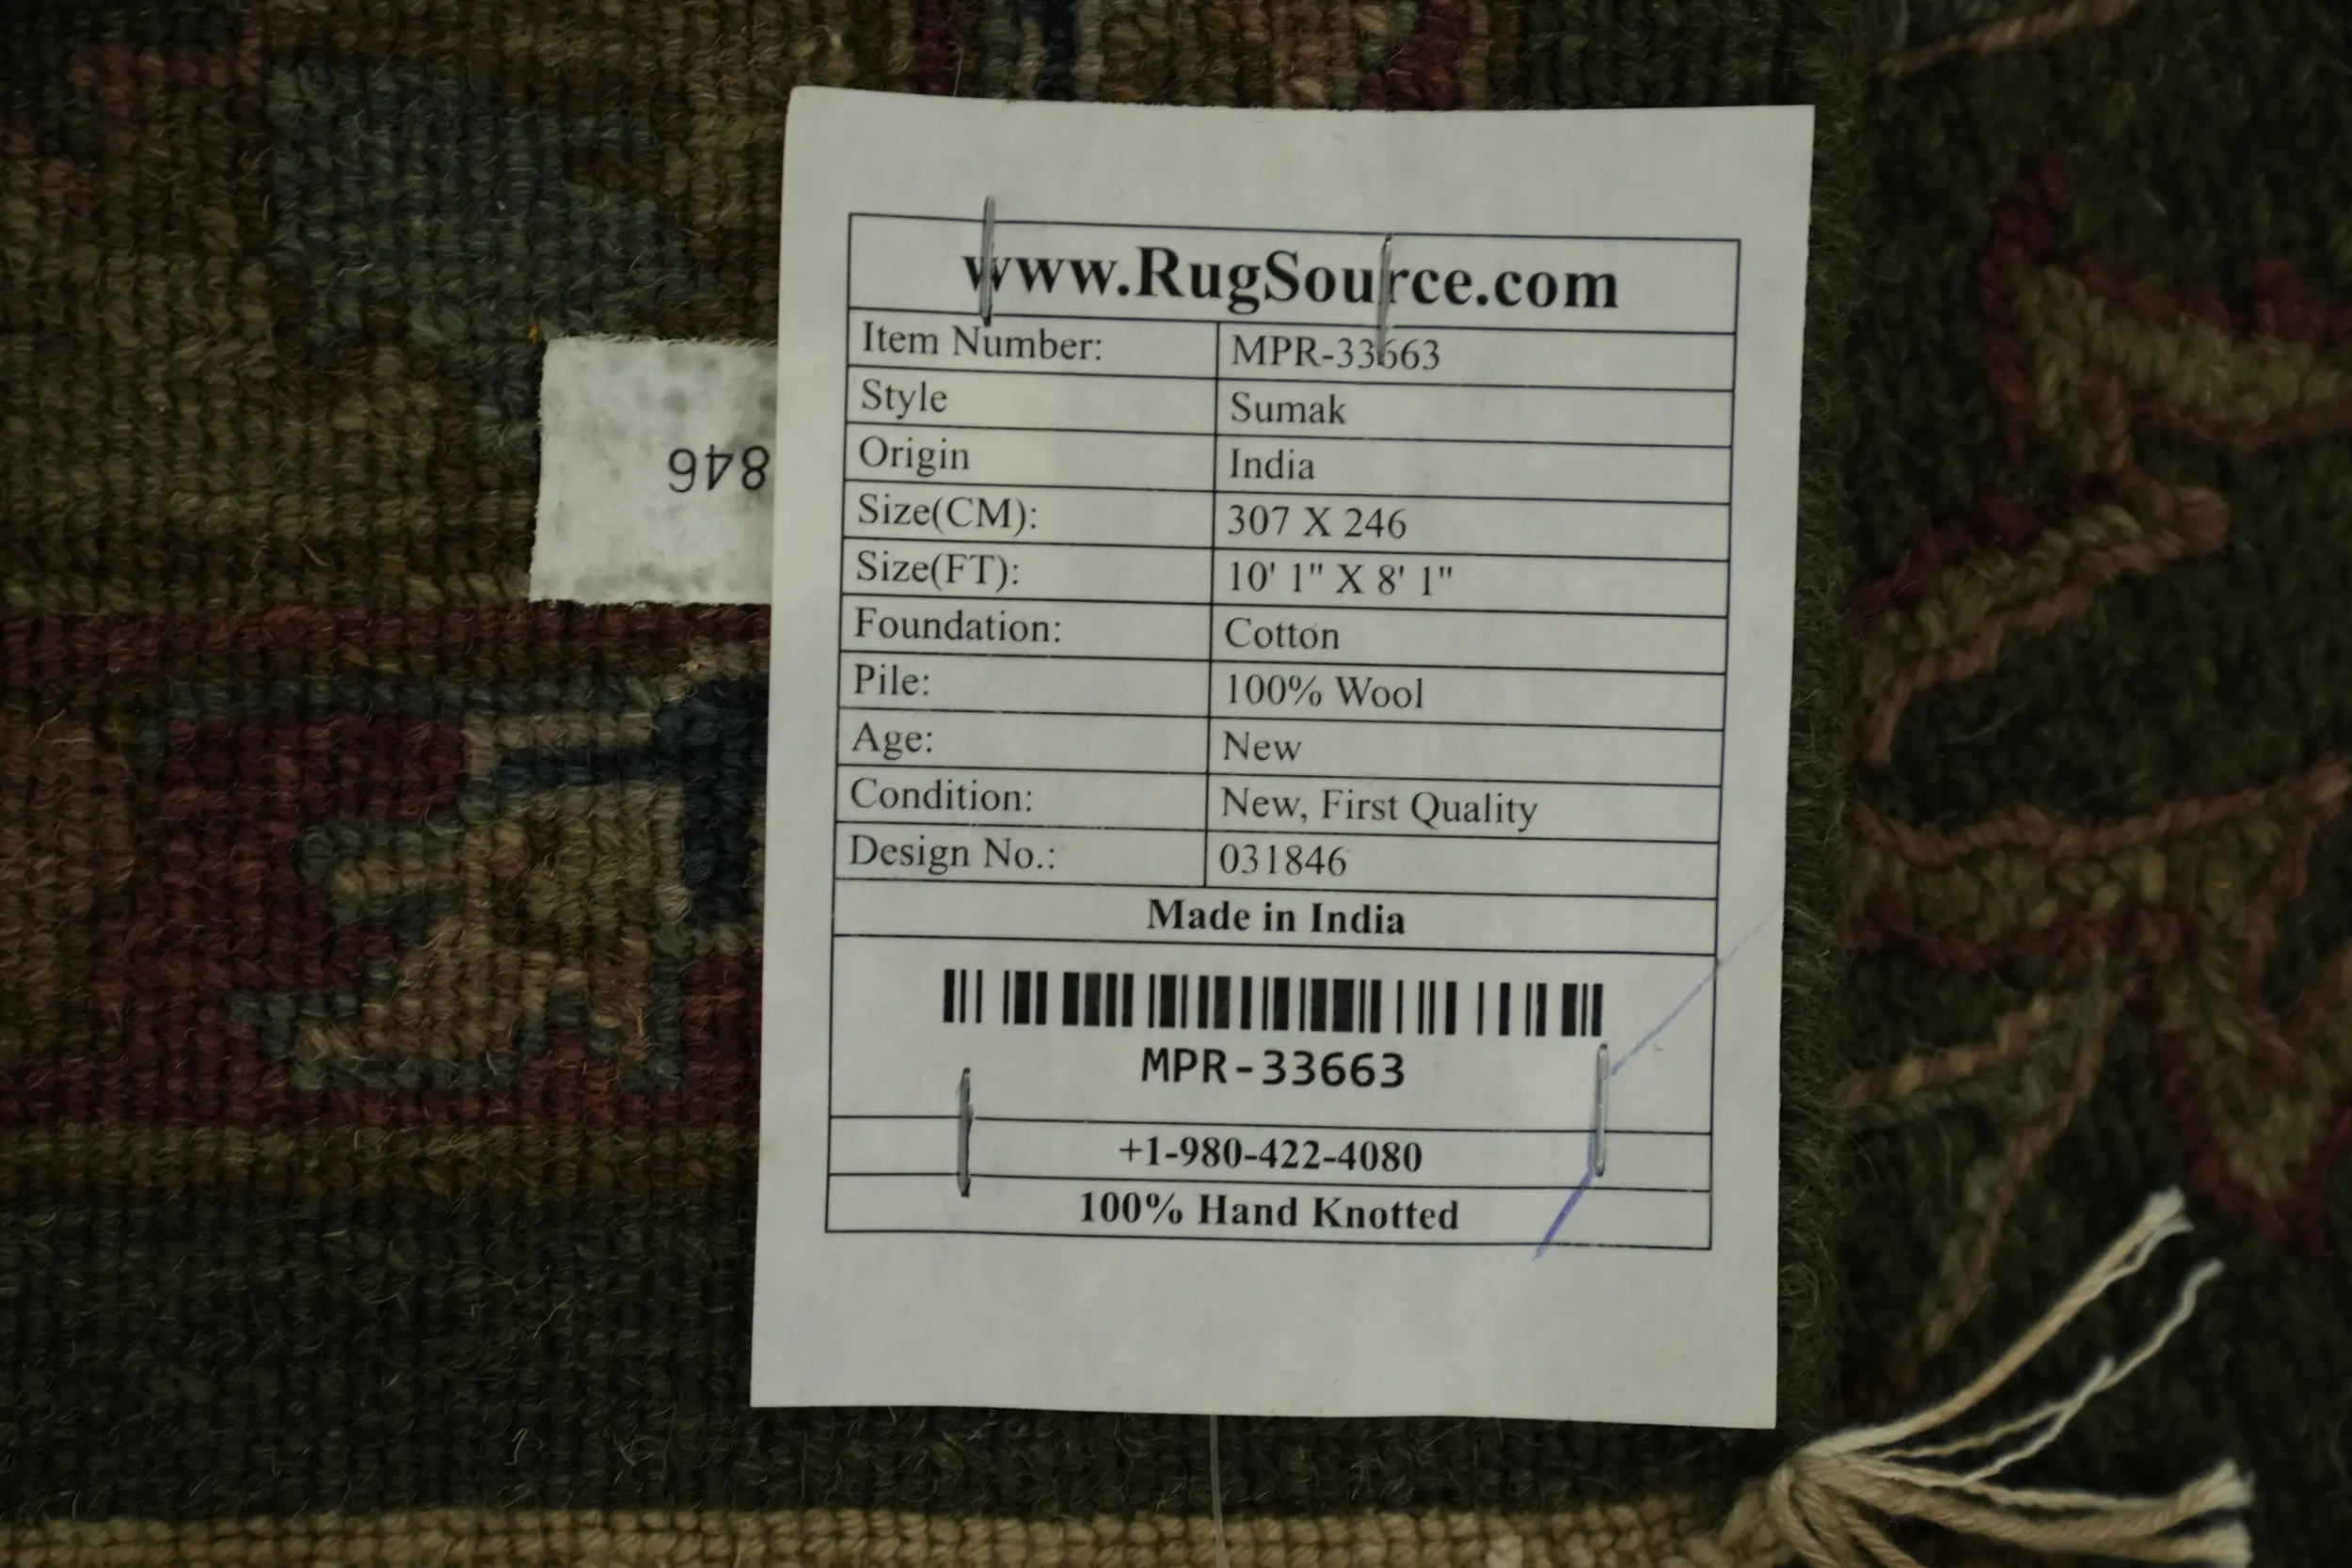 www.RugSource.com
Item Number: MPR-33663
Style Sumak
Origin India
Size(CM): 307 X 246
Size(FT): 10' 1" X 8' 1"
Foundation: Cotton
Pile: 100% Wool
Age: New
Condition: New, First Quality
Design No.: 031846
Made in India
MPR-33663
+1-980-422-4080
100% Hand Knotted
846